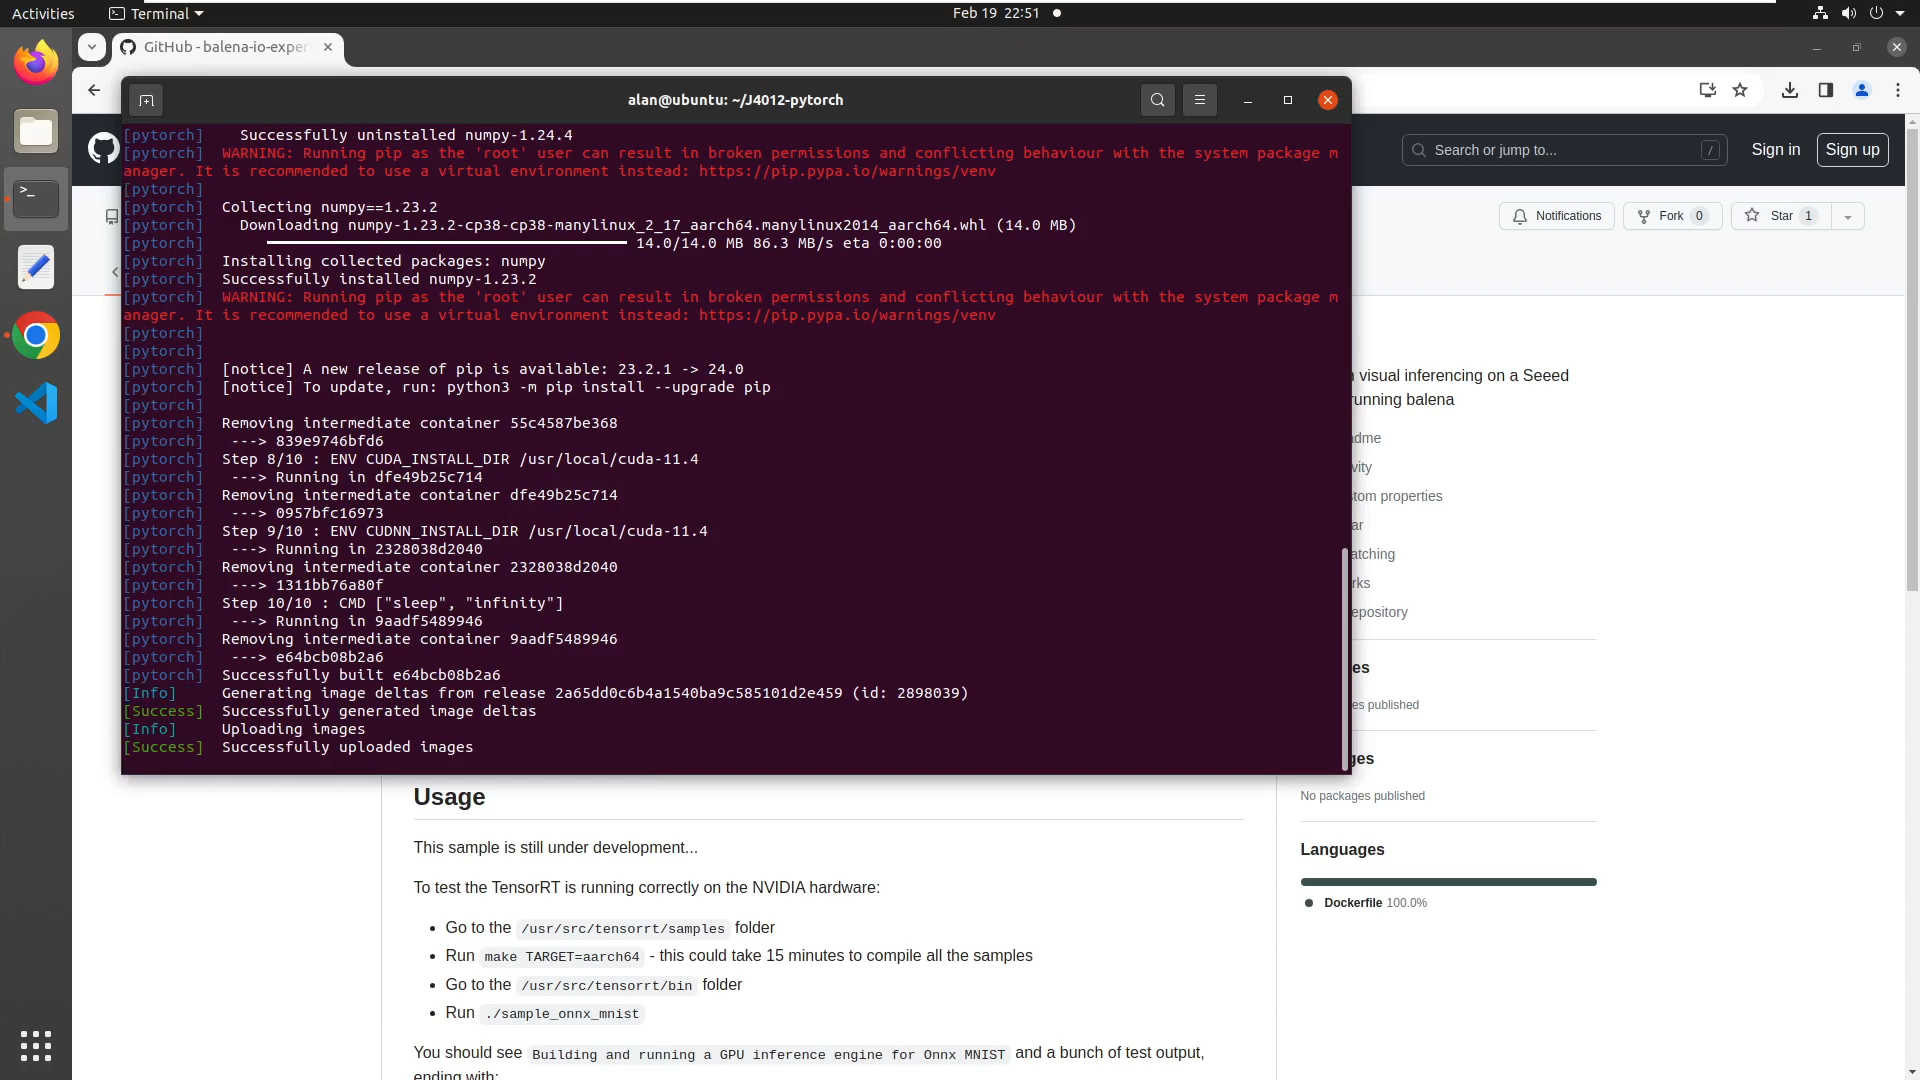 Activities
Terminal
Feb 19 22:51
GitHub - balena-io-exper
alan@ubuntu: ~/J4012-pytorch
[pytorch] Successfully uninstalled numpy-1.24.4
[pytorch] WARNING: Running pip as the 'root' user can result in broken permissions and conflicting behaviour with the system package m
anager. It is recommended to use a virtual environment instead: https://pip.pypa.io/warnings/venv
[pytorch]
[pytorch] Collecting numpy==1.23.2
[pytorch] Downloading numpy-1.23.2-cp38-cp38-manylinux_2_17_aarch64.manylinux2014_aarch64.whl (14.0 MB)
[pytorch] 14.0/14.0 MB 86.3 MB/s eta 0:00:00
[pytorch] Installing collected packages: numpy
[pytorch] Successfully installed numpy-1.23.2
[pytorch] WARNING: Running pip as the 'root' user can result in broken permissions and conflicting behaviour with the system package m
anager. It is recommended to use a virtual environment instead: https://pip.pypa.io/warnings/venv
[pytorch]
[pytorch]
[pytorch] [notice] A new release of pip is available: 23.2.1 -> 24.0
[pytorch] [notice] To update, run: python3 -m pip install --upgrade pip
[pytorch]
[pytorch] Removing intermediate container 55c4587be368
[pytorch] ---> 839e9746bfd6
[pytorch] Step 8/10 : ENV CUDA_INSTALL_DIR /usr/local/cuda-11.4
[pytorch] ---> Running in dfe49b25c714
[pytorch] Removing intermediate container dfe49b25c714
[pytorch] ---> 0957bfc16973
[pytorch] Step 9/10 : ENV CUDNN_INSTALL_DIR /usr/local/cuda-11.4
[pytorch] ---> Running in 2328038d2040
[pytorch] Removing intermediate container 2328038d2040
[pytorch] ---> 1311bb76a80f
[pytorch] Step 10/10 : CMD ["sleep", "infinity"]
[pytorch] ---> Running in 9aadf5489946
[pytorch] Removing intermediate container 9aadf5489946
[pytorch] ---> e64bcb08b2a6
[pytorch] Successfully built e64bcb08b2a6
[Info] Generating image deltas from release 2a65dd0c6b4a1540ba9c585101d2e459 (id: 2898039)
[Success] Successfully generated image deltas
[Info] Uploading images
[Success] Successfully uploaded images
Search or jump to... /
Sign in
Sign up
Notifications
Fork 0
Star 1
n visual inferencing on a Seeed
running balena
adme
vity
stom properties
ar
atching
rks
epository
es
es published
ges
No packages published
Languages
Dockerfile 100.0%
Usage
This sample is still under development...
To test the TensorRT is running correctly on the NVIDIA hardware:
• Go to the /usr/src/tensorrt/samples folder
• Run make TARGET=aarch64 - this could take 15 minutes to compile all the samples
• Go to the /usr/src/tensorrt/bin folder
• Run ./sample_onnx_mnist
You should see Building and running a GPU inference engine for Onnx MNIST and a bunch of test output,
ending with: